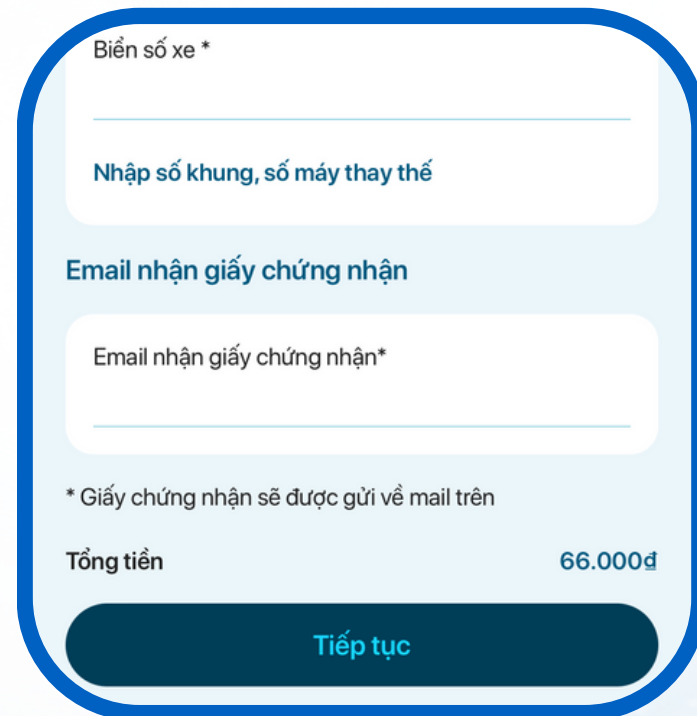 Biển số xe *
Nhập số khung, số máy thay thế
Email nhận giấy chứng nhận
Email nhận giấy chứng nhận*
* Giấy chứng nhận sẽ được gửi về mail trên
Tổng tiền 66.000₫
Tiếp tục